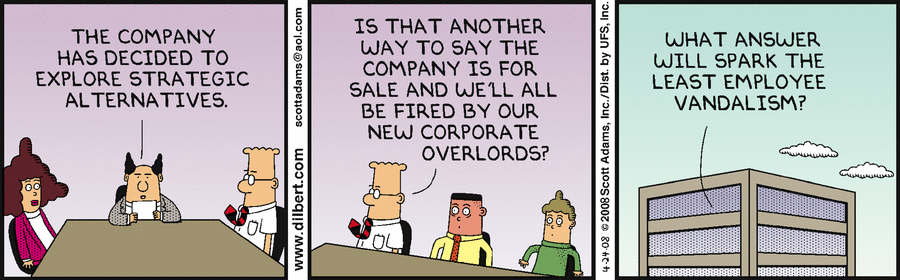 THE COMPANY
HAS DECIDED TO
EXPLORE STRATEGIC
ALTERNATIVES.
www.dilbert.com
scottadams@aol.com
IS THAT ANOTHER
WAY TO SAY THE
COMPANY IS FOR
SALE AND WE'LL ALL
BE FIRED BY OUR
NEW CORPORATE
OVERLORDS?
4-24-08 ©2008 Scott Adams, Inc./Dist. by UFS, Inc.
WHAT ANSWER
WILL SPARK THE
LEAST EMPLOYEE
VANDALISM?